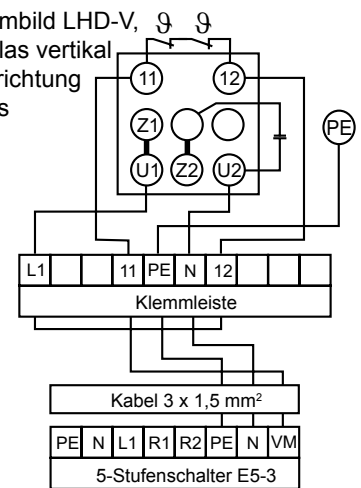 mbild LHD-V,
las vertikal
richtung
s
ϑ ϑ
11 12
Z1
PE
U1 Z2 U2
L1 11 PE N 12
Klemmleiste
Kabel 3 x 1,5 mm²
PE N L1 R1 R2 PE N VM
5-Stufenschalter E5-3